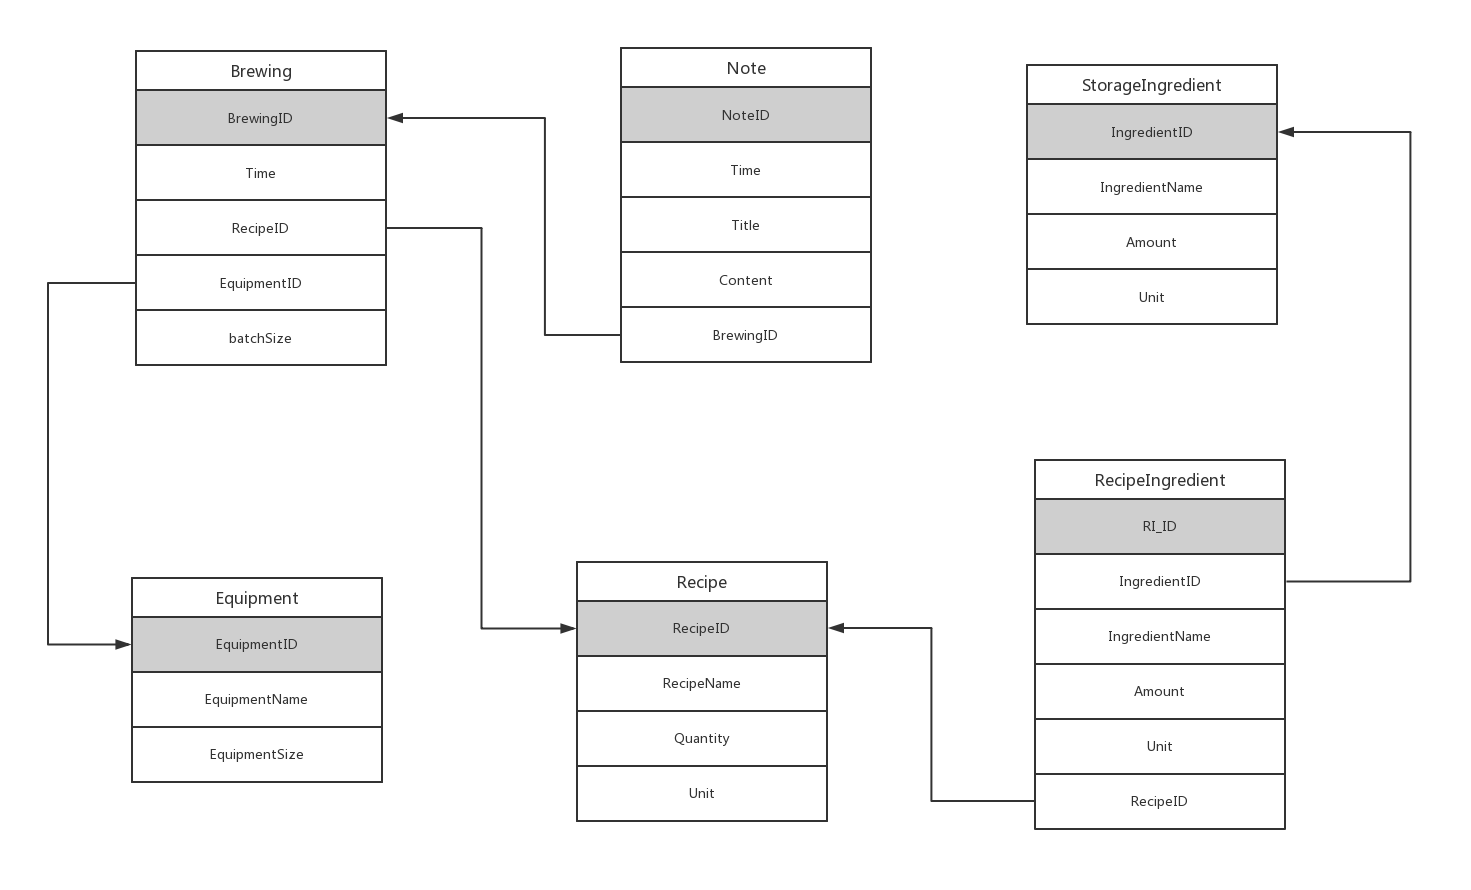 Brewing
BrewingID
Time
RecipeID
EquipmentID
batchSize
Note
NoteID
Time
Title
Content
BrewingID
StorageIngredient
IngredientID
IngredientName
Amount
Unit
Equipment
EquipmentID
EquipmentName
EquipmentSize
Recipe
RecipeID
RecipeName
Quantity
Unit
RecipeIngredient
RI_ID
IngredientID
IngredientName
Amount
Unit
RecipeID